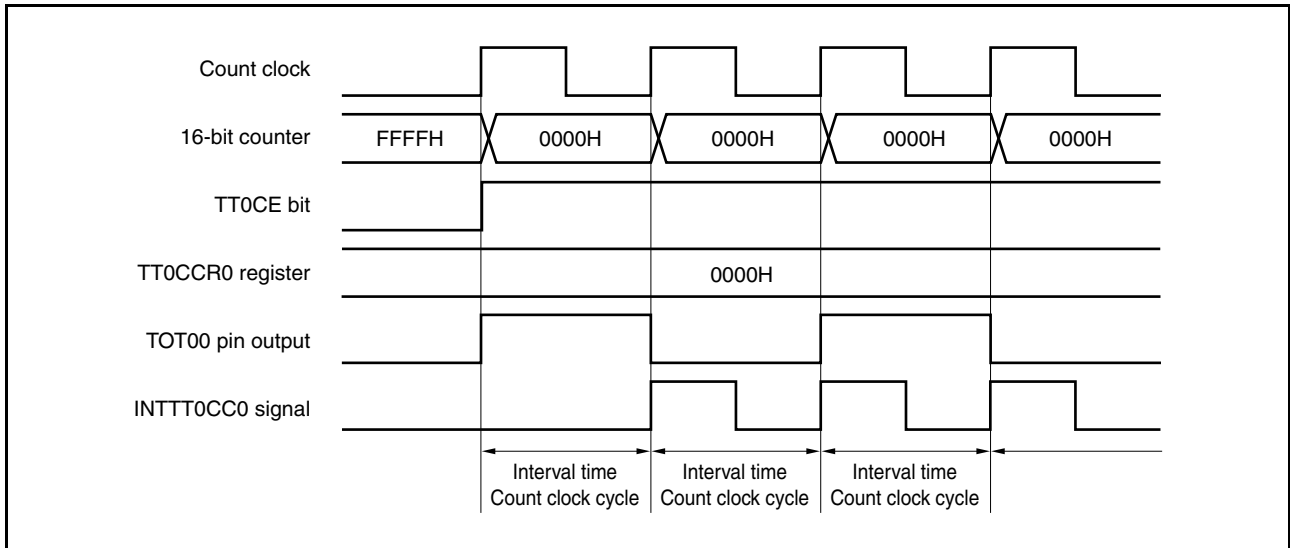 Count clock
16-bit counter FFFFH 0000H 0000H 0000H 0000H
TT0CE bit
TT0CCR0 register 0000H
TOT00 pin output
INTTT0CC0 signal
Interval time Interval time Interval time
Count clock cycle Count clock cycle Count clock cycle